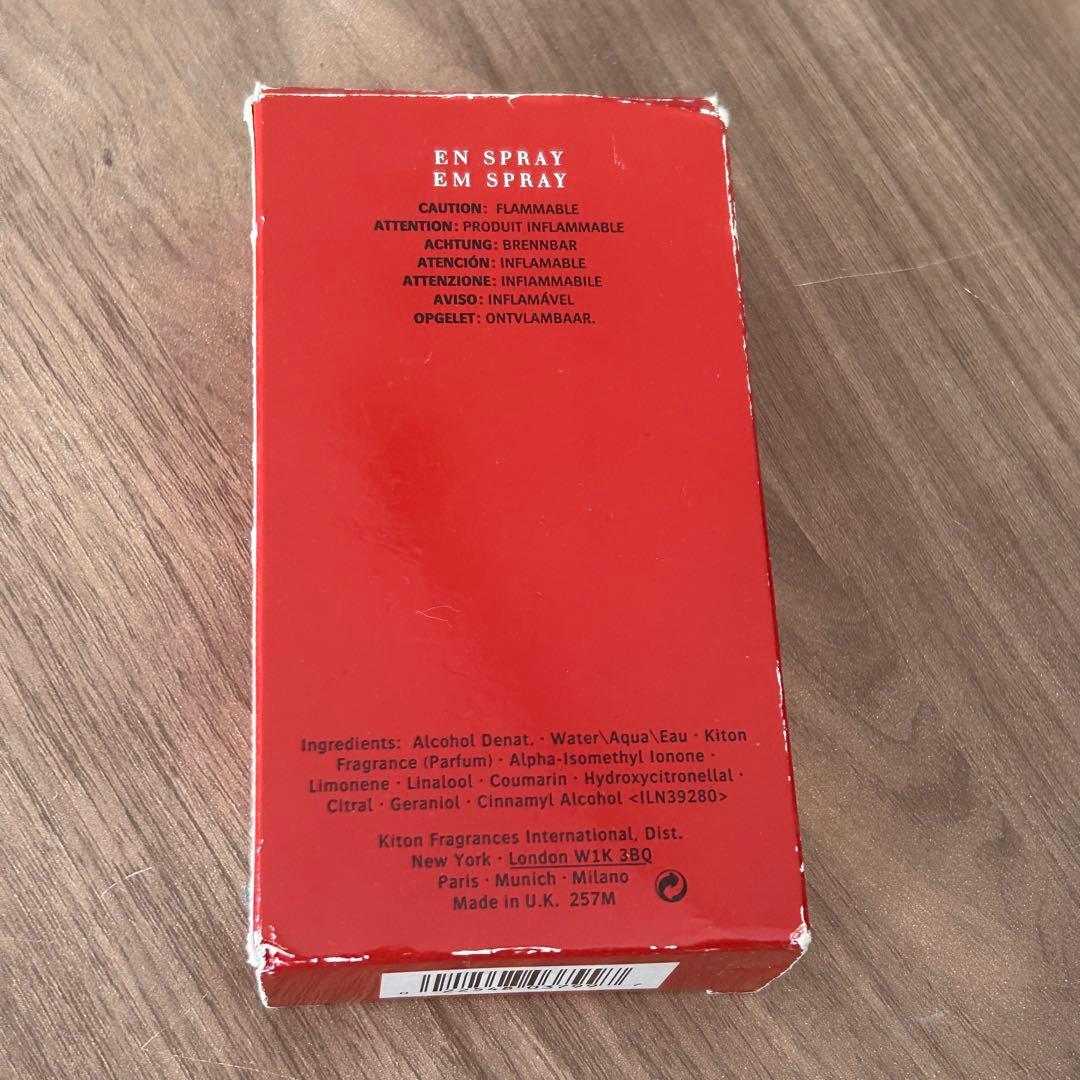 EN SPRAY
EM SPRAY
CAUTION: FLAMMABLE
ATTENTION: PRODUIT INFLAMMABLE
ACHTUNG: BRENNBAR
ATENCIÓN: INFLAMABLE
ATTENZIONE: INFIAMMABILE
AVISO: INFLAMÁVEL
OPGELET: ONTVLAMBAAR.
Ingredients: Alcohol Denat. · Water\Aqua\Eau · Kiton
Fragrance (Parfum) · Alpha-Isomethyl Ionone ·
Limonene · Linalool · Coumarin · Hydroxycitronellal ·
Citral · Geraniol · Cinnamyl Alcohol <ILN39280>
Kiton Fragrances International, Dist.
New York · London W1K 3BQ
Paris · Munich · Milano
Made in U.K. 257M